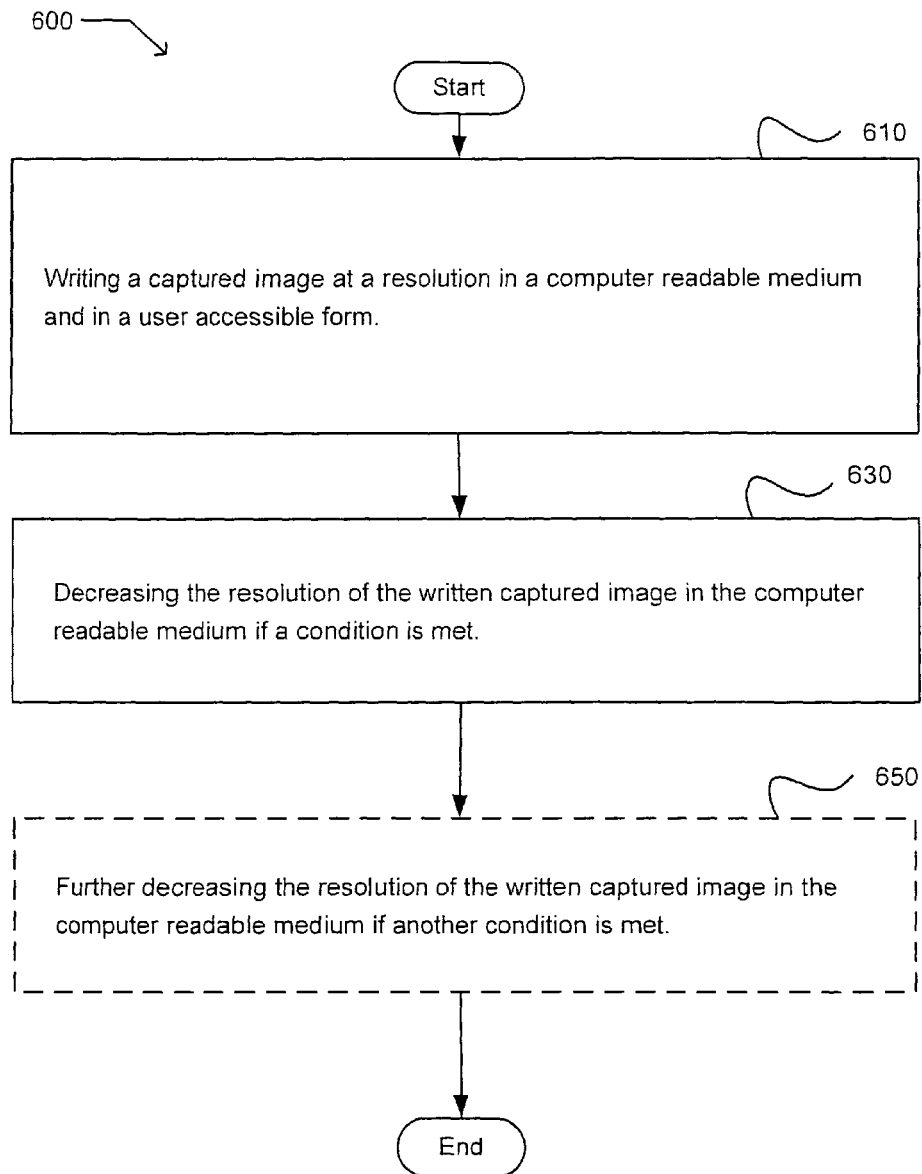 600
Start
610
Writing a captured image at a resolution in a computer readable medium
and in a user accessible form.
630
Decreasing the resolution of the written captured image in the computer
readable medium if a condition is met.
650
Further decreasing the resolution of the written captured image in the
computer readable medium if another condition is met.
End